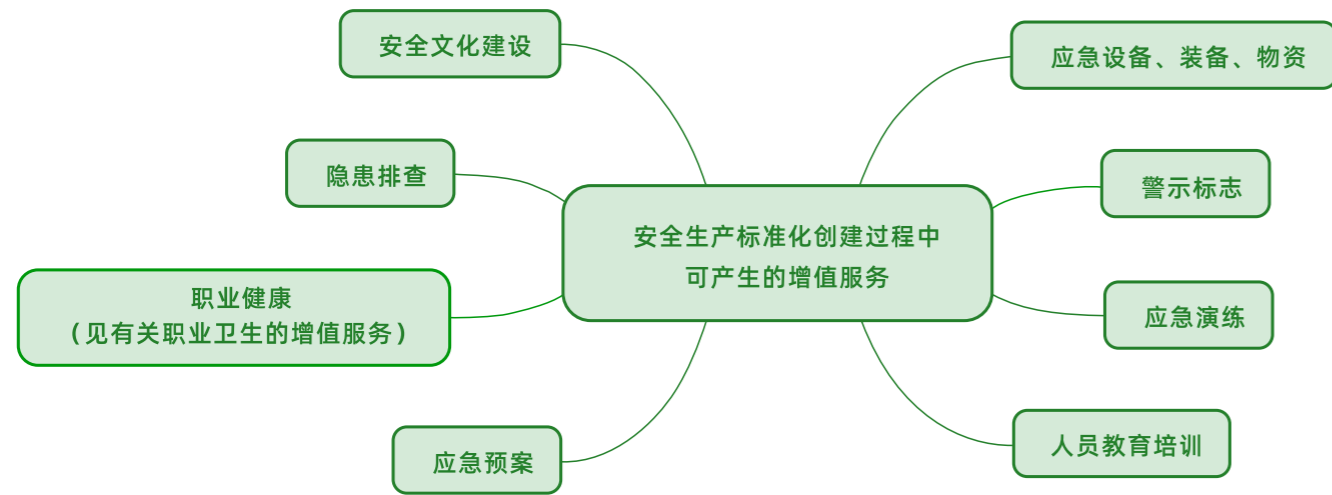 安全文化建设
应急设备、装备、物资
隐患排查
警示标志
安全生产标准化创建过程中
可产生的增值服务
职业健康
（见有关职业卫生的增值服务）
应急演练
应急预案
人员教育培训